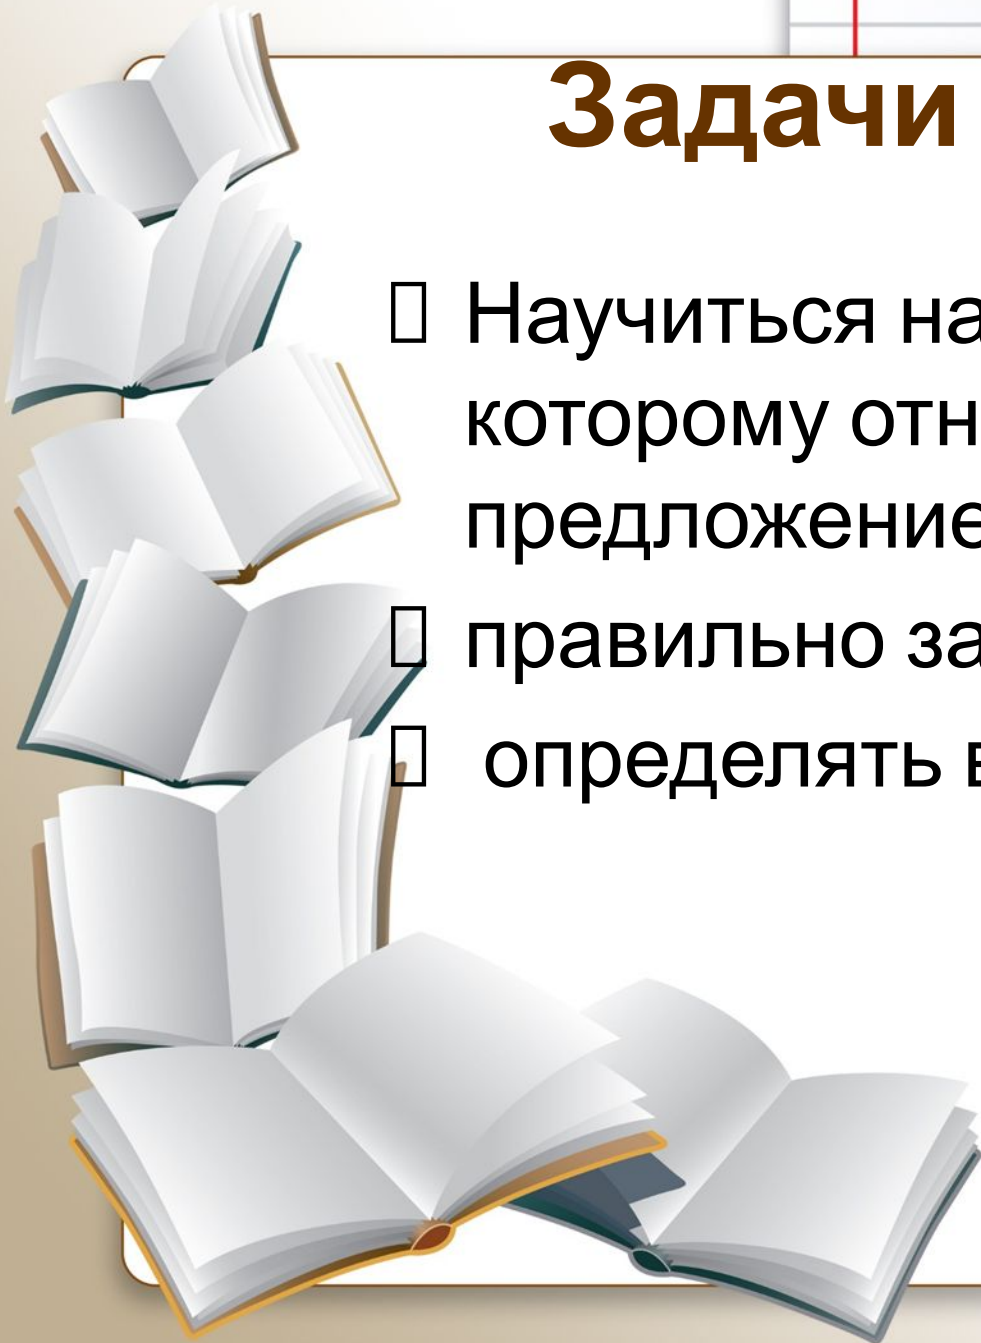 Задачи
Научиться на
которому отн
предложение
правильно за
определять в